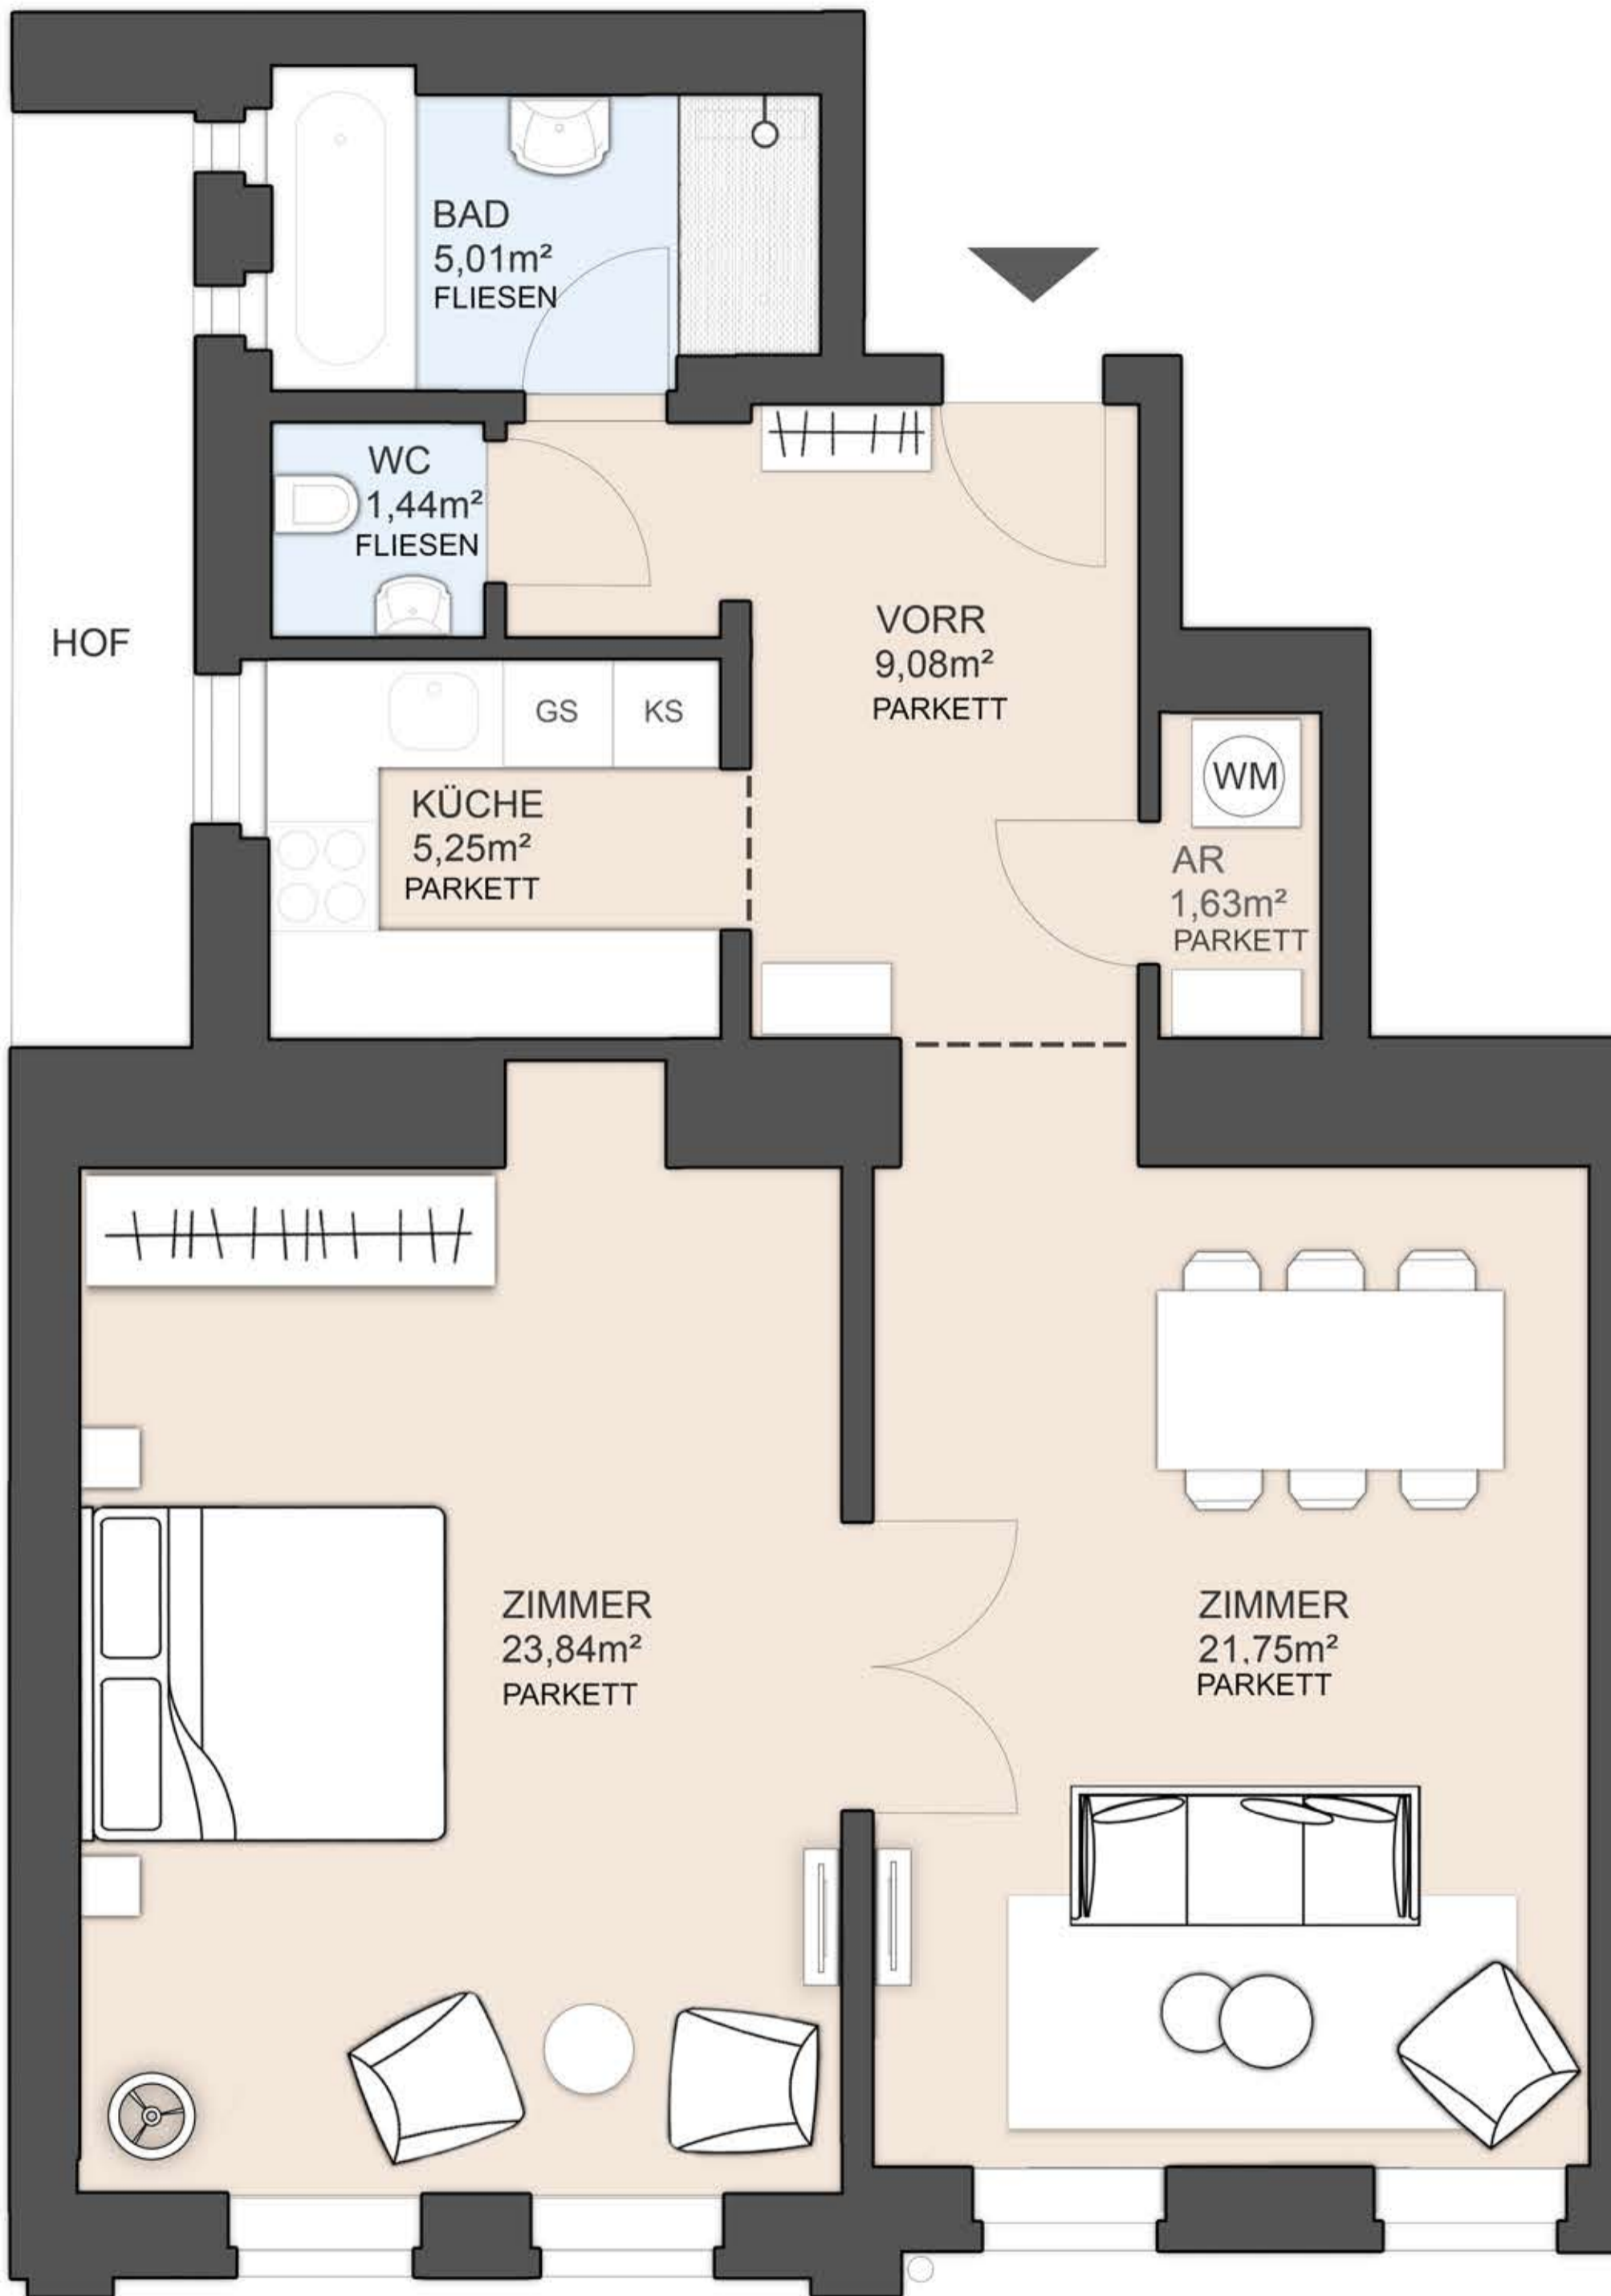 BAD
5,01m²
FLIESEN
WC
1,44m²
FLIESEN
HOF
VORR
9,08m²
PARKETT
GS
KS
WM
KÜCHE
5,25m²
PARKETT
AR
1,63m²
PARKETT
ZIMMER
23,84m²
PARKETT
ZIMMER
21,75m²
PARKETT